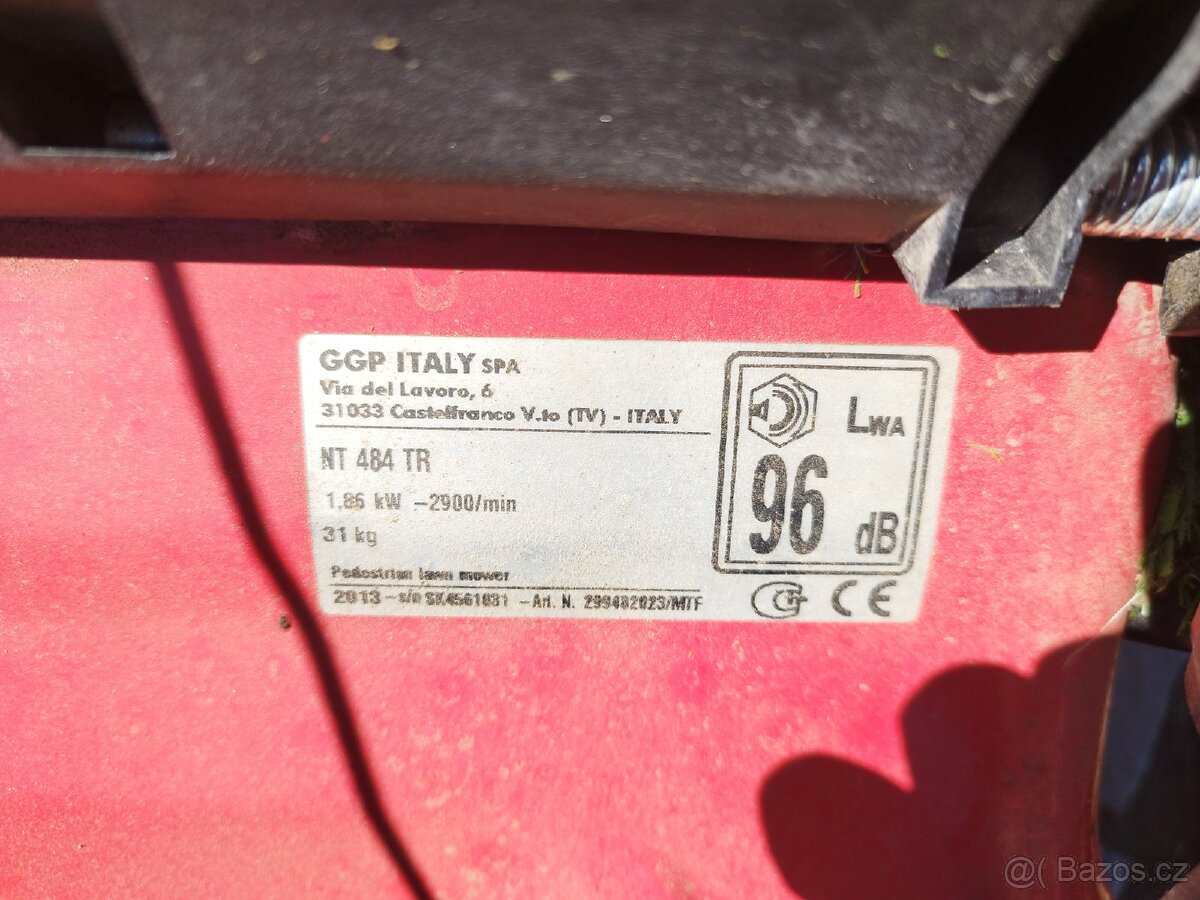 GGP ITALY SPA
Via del Lavoro, 6
31033 Castelfranco V.to (TV) - ITALY
NT 484 TR
1,86 kW -2900/min
31 kg
Pedestrian lawn mower
2013 - s/n SK4561031 - Art. N. 299482023/MTF
LWA
96
dB
CE
@( Bazos.cz